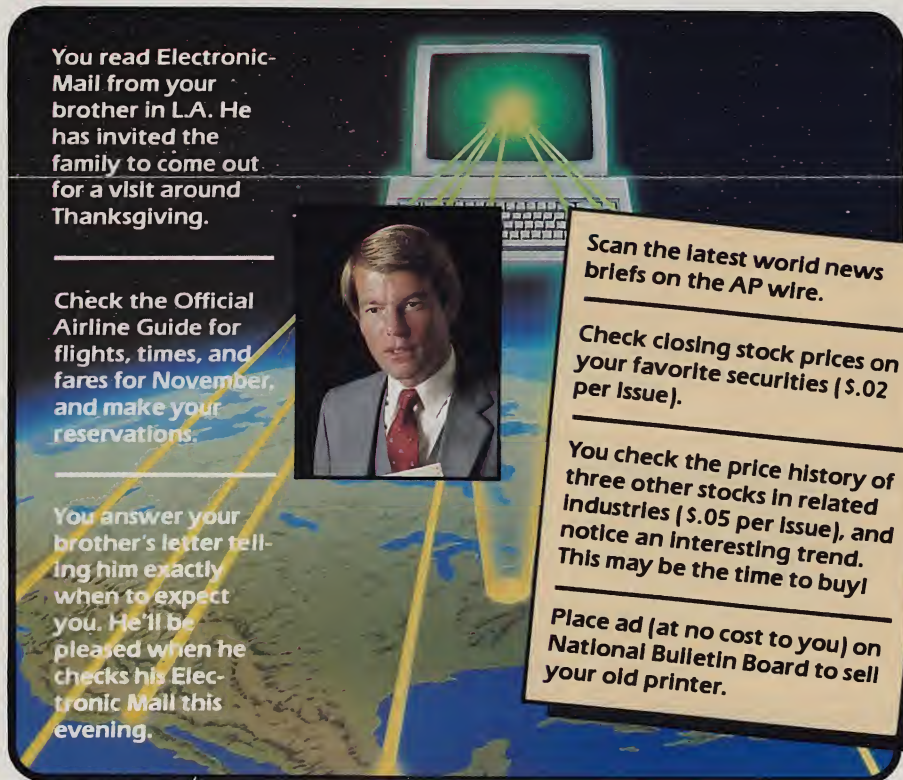 You read Electronic-
Mail from your
brother in L.A. He
has invited the
family to come out
for a visit around
Thanksgiving.
Check the Official
Airline Guide for
flights, times, and
fares for November,
and make your
reservations.
You answer your
brother's letter tell-
ing him exactly
when to expect
you. He'll be
pleased when he
checks his Elec-
tronic Mail this
evening.
Scan the latest world news
briefs on the AP wire.
Check closing stock prices on
your favorite securities ($.02
per issue).
You check the price history of
three other stocks in related
industries ($.05 per issue), and
notice an interesting trend.
This may be the time to buy!
Place ad (at no cost to you) on
National Bulletin Board to sell
your old printer.